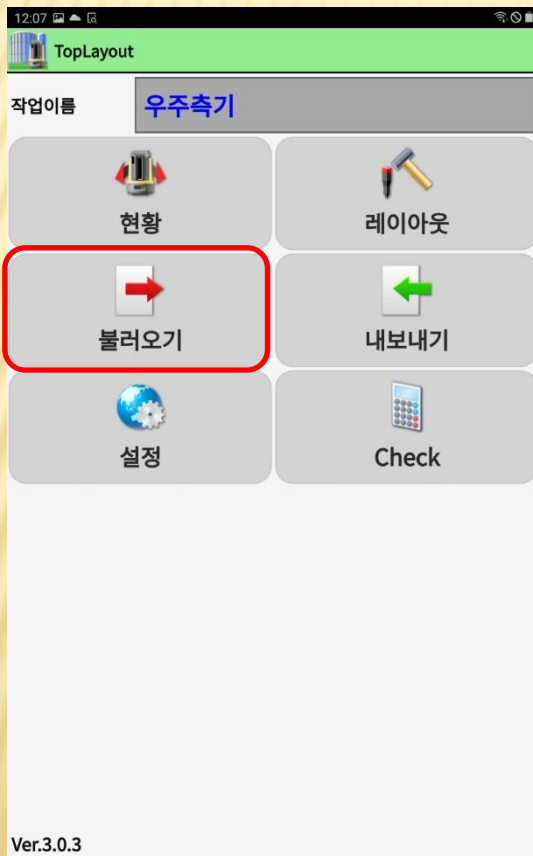 12:07
TopLayout
작업이름 우주측기
현황 레이아웃
불러오기 내보내기
설정 Check
Ver.3.0.3